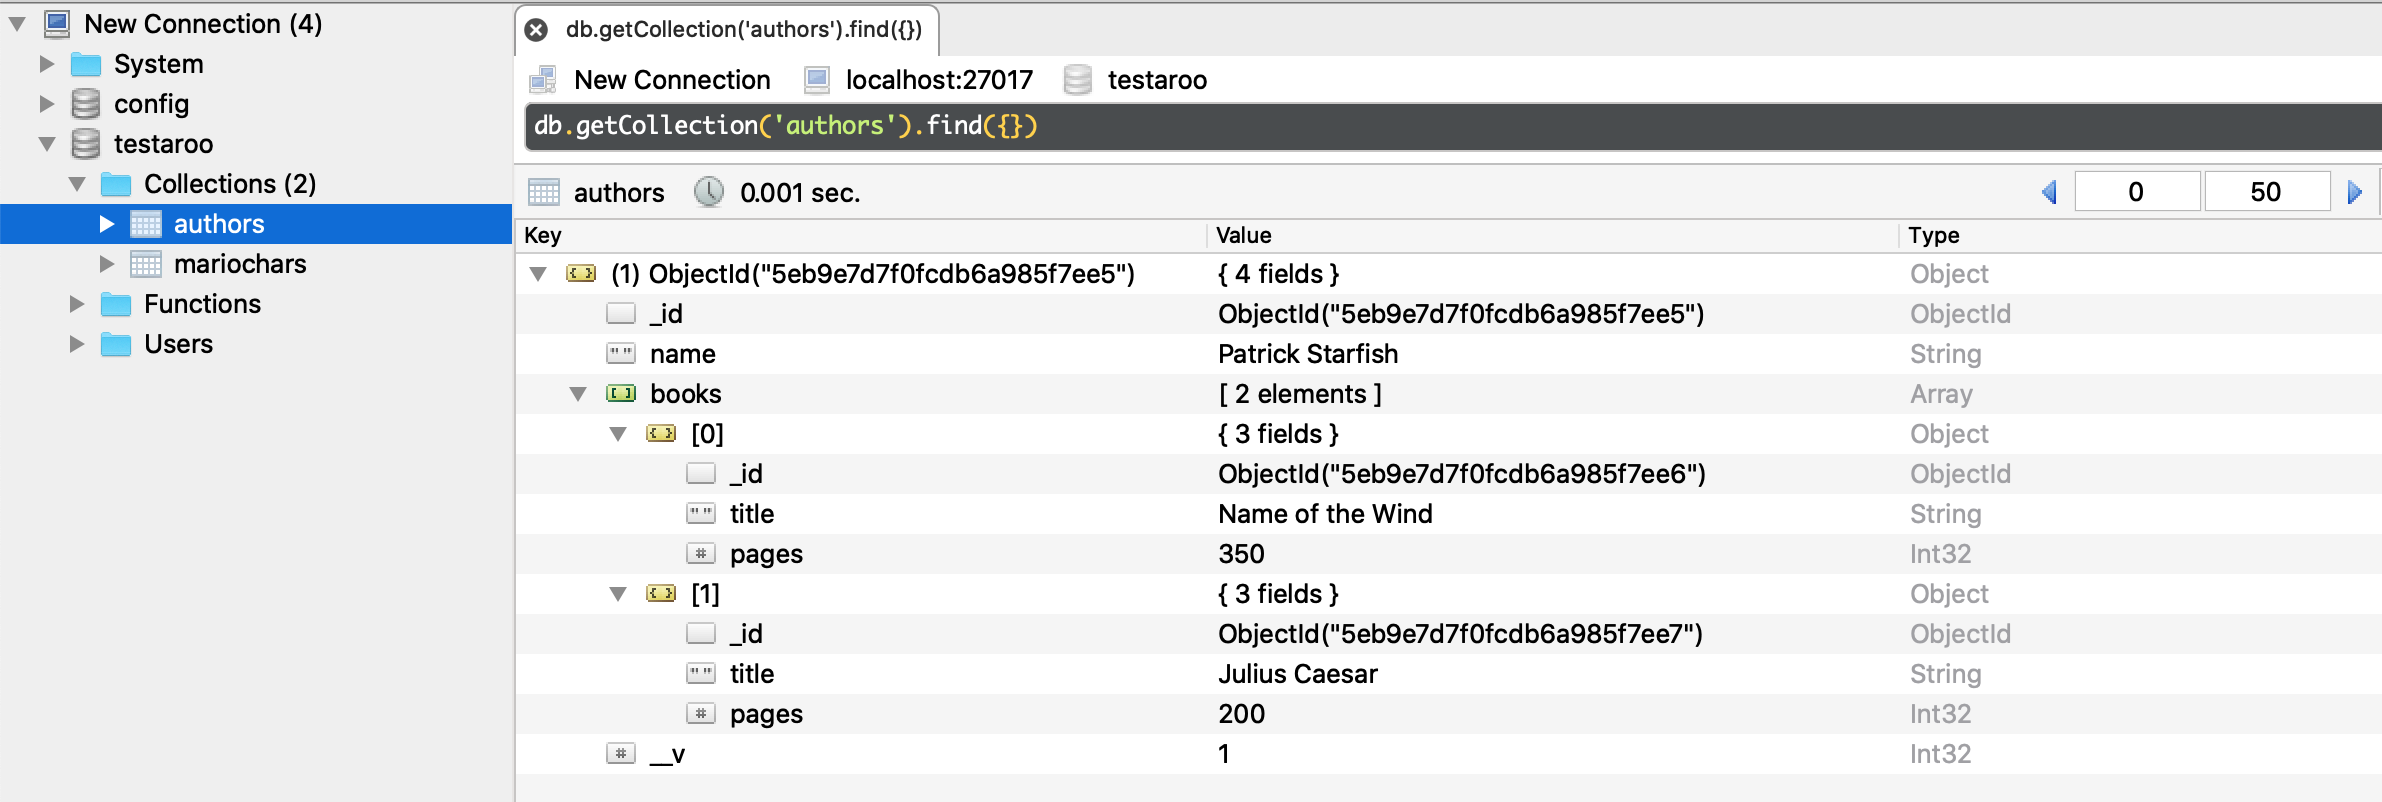 New Connection (4)
System
config
testaroo
Collections (2)
authors
mariochars
Functions
Users
db.getCollection('authors').find({})
New Connection localhost:27017 testaroo
db.getCollection('authors').find({})
authors 0.001 sec. 0 50
Key Value Type
(1) ObjectId("5eb9e7d7f0fcdb6a985f7ee5") { 4 fields } Object
_id ObjectId("5eb9e7d7f0fcdb6a985f7ee5") ObjectId
name Patrick Starfish String
books [ 2 elements ] Array
[0] { 3 fields } Object
_id ObjectId("5eb9e7d7f0fcdb6a985f7ee6") ObjectId
title Name of the Wind String
pages 350 Int32
[1] { 3 fields } Object
_id ObjectId("5eb9e7d7f0fcdb6a985f7ee7") ObjectId
title Julius Caesar String
pages 200 Int32
__v 1 Int32